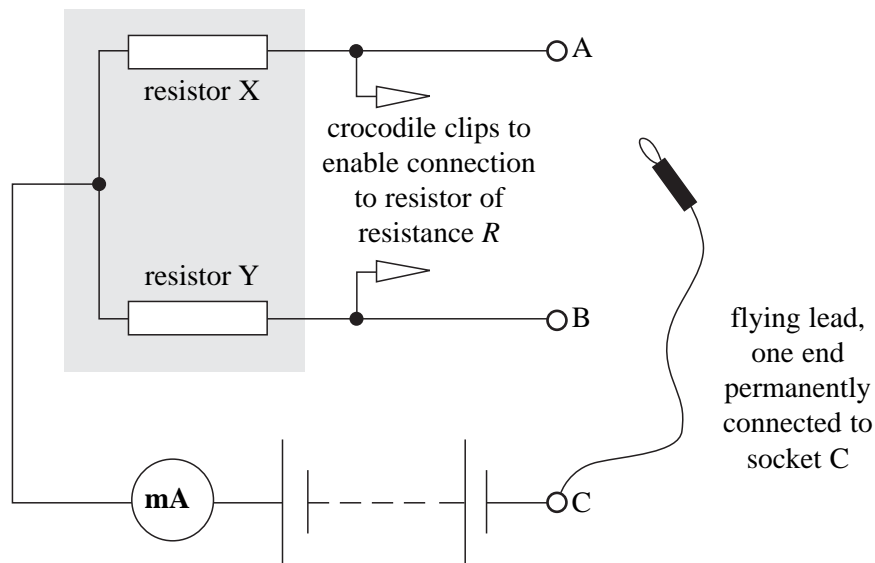 A
resistor X
crocodile clips to
enable connection
to resistor of
resistance R
resistor Y
B
flying lead,
one end
permanently
connected to
socket C
mA
C